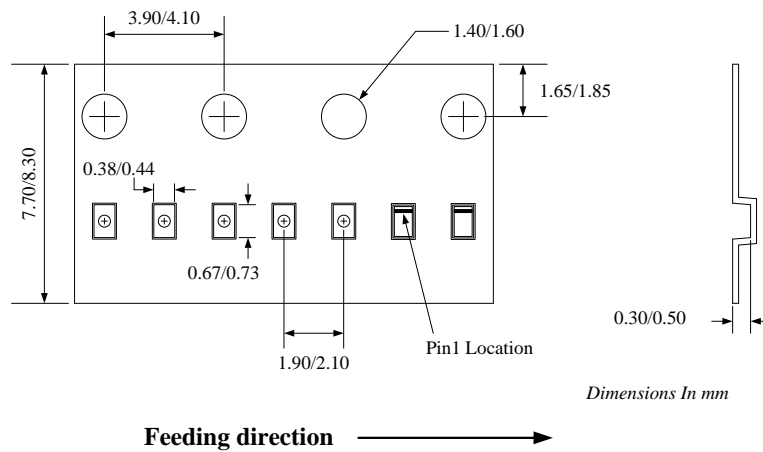 3.90/4.10
1.40/1.60
1.65/1.85
7.70/8.30
0.38/0.44
0.67/0.73
0.30/0.50
Pin1 Location
1.90/2.10
Dimensions In mm
Feeding direction